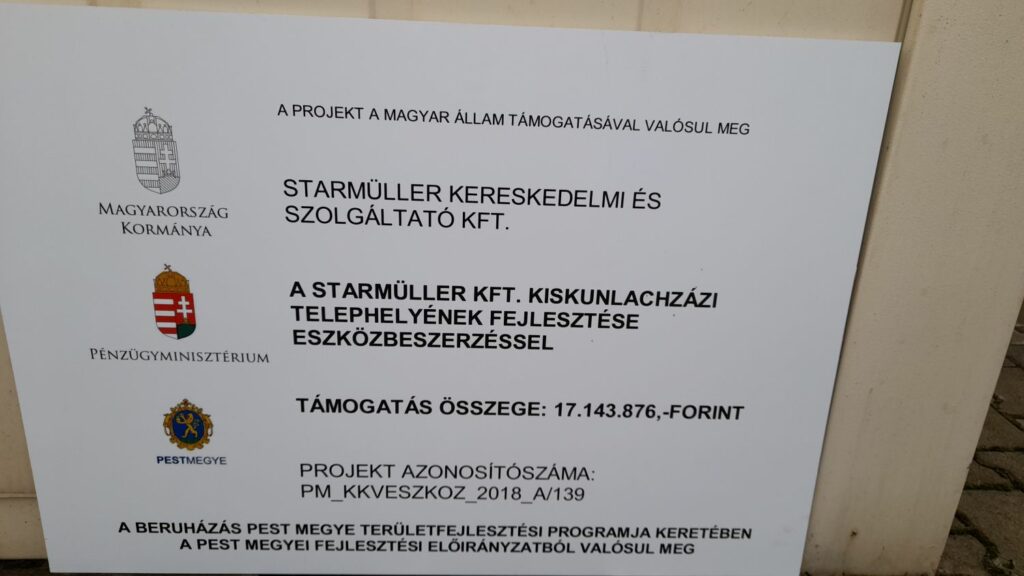 A PROJEKT A MAGYAR ÁLLAM TÁMOGATÁSÁVAL VALÓSUL MEG
MAGYARORSZÁG
KORMÁNYA
STARMÜLLER KERESKEDELMI ÉS
SZOLGÁLTATÓ KFT.
PÉNZÜGYMINISZTÉRIUM
A STARMÜLLER KFT. KISKUNLACHZÁZI
TELEPHELYÉNEK FEJLESZTÉSE
ESZKÖZBESZERZÉSSEL
PESTMEGYE
TÁMOGATÁS ÖSSZEGE: 17.143.876,-FORINT
PROJEKT AZONOSÍTÓSZÁMA:
PM_KKVESZKOZ_2018_A/139
A BERUHÁZÁS PEST MEGYE TERÜLETFEJLESZTÉSI PROGRAMJA KERETÉBEN
A PEST MEGYEI FEJLESZTÉSI ELŐIRÁNYZATBÓL VALÓSUL MEG